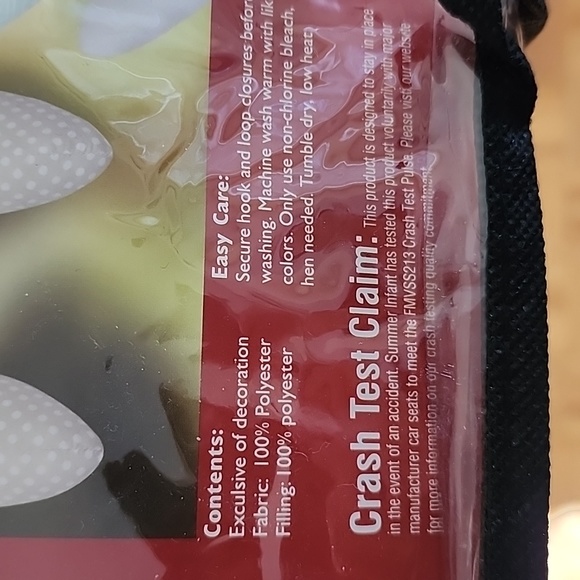 Contents:
Exculsive of decoration
Fabric: 100% Polyester
Filling: 100% polyester
Easy Care:
Secure hook and loop closures before
washing. Machine wash warm with lik
colors. Only use non-chlorine bleach,
hen needed. Tumble dry, low heat
Crash Test Claim: This product is designed to stay in place
in the event of an accident. Summer Infant has tested this product voluntarily with major
manufacturer car seats to meet the FMVSS213 Crash Test Pulse. Please visit our website
for more information on our crash testing quality commitment.